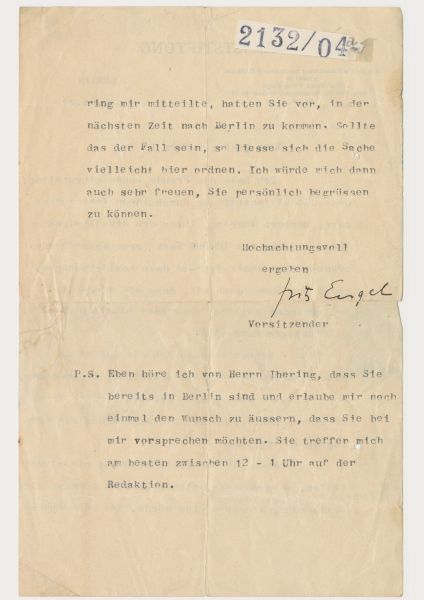 2132/04
ring mir mitteilte, hatten Sie vor, in der
nächsten Zeit nach Berlin zu kommen. Sollte
das der Fall sein, so liesse sich die Sache
vielleicht hier ordnen. Ich würde mich dann
auch sehr freuen, Sie persönlich begrüssen
zu können.
Hochachtungsvoll
ergeben
Fritz Engel
Vorsitzender
P.S. Eben höre ich von Herrn Ihering, dass Sie
bereits in Berlin sind und erlaube mir noch
einmal den Wunsch zu äussern, dass Sie bei
mir vorsprechen möchten. Sie treffen mich
am besten zwischen 12 - 1 Uhr auf der
Redaktion.